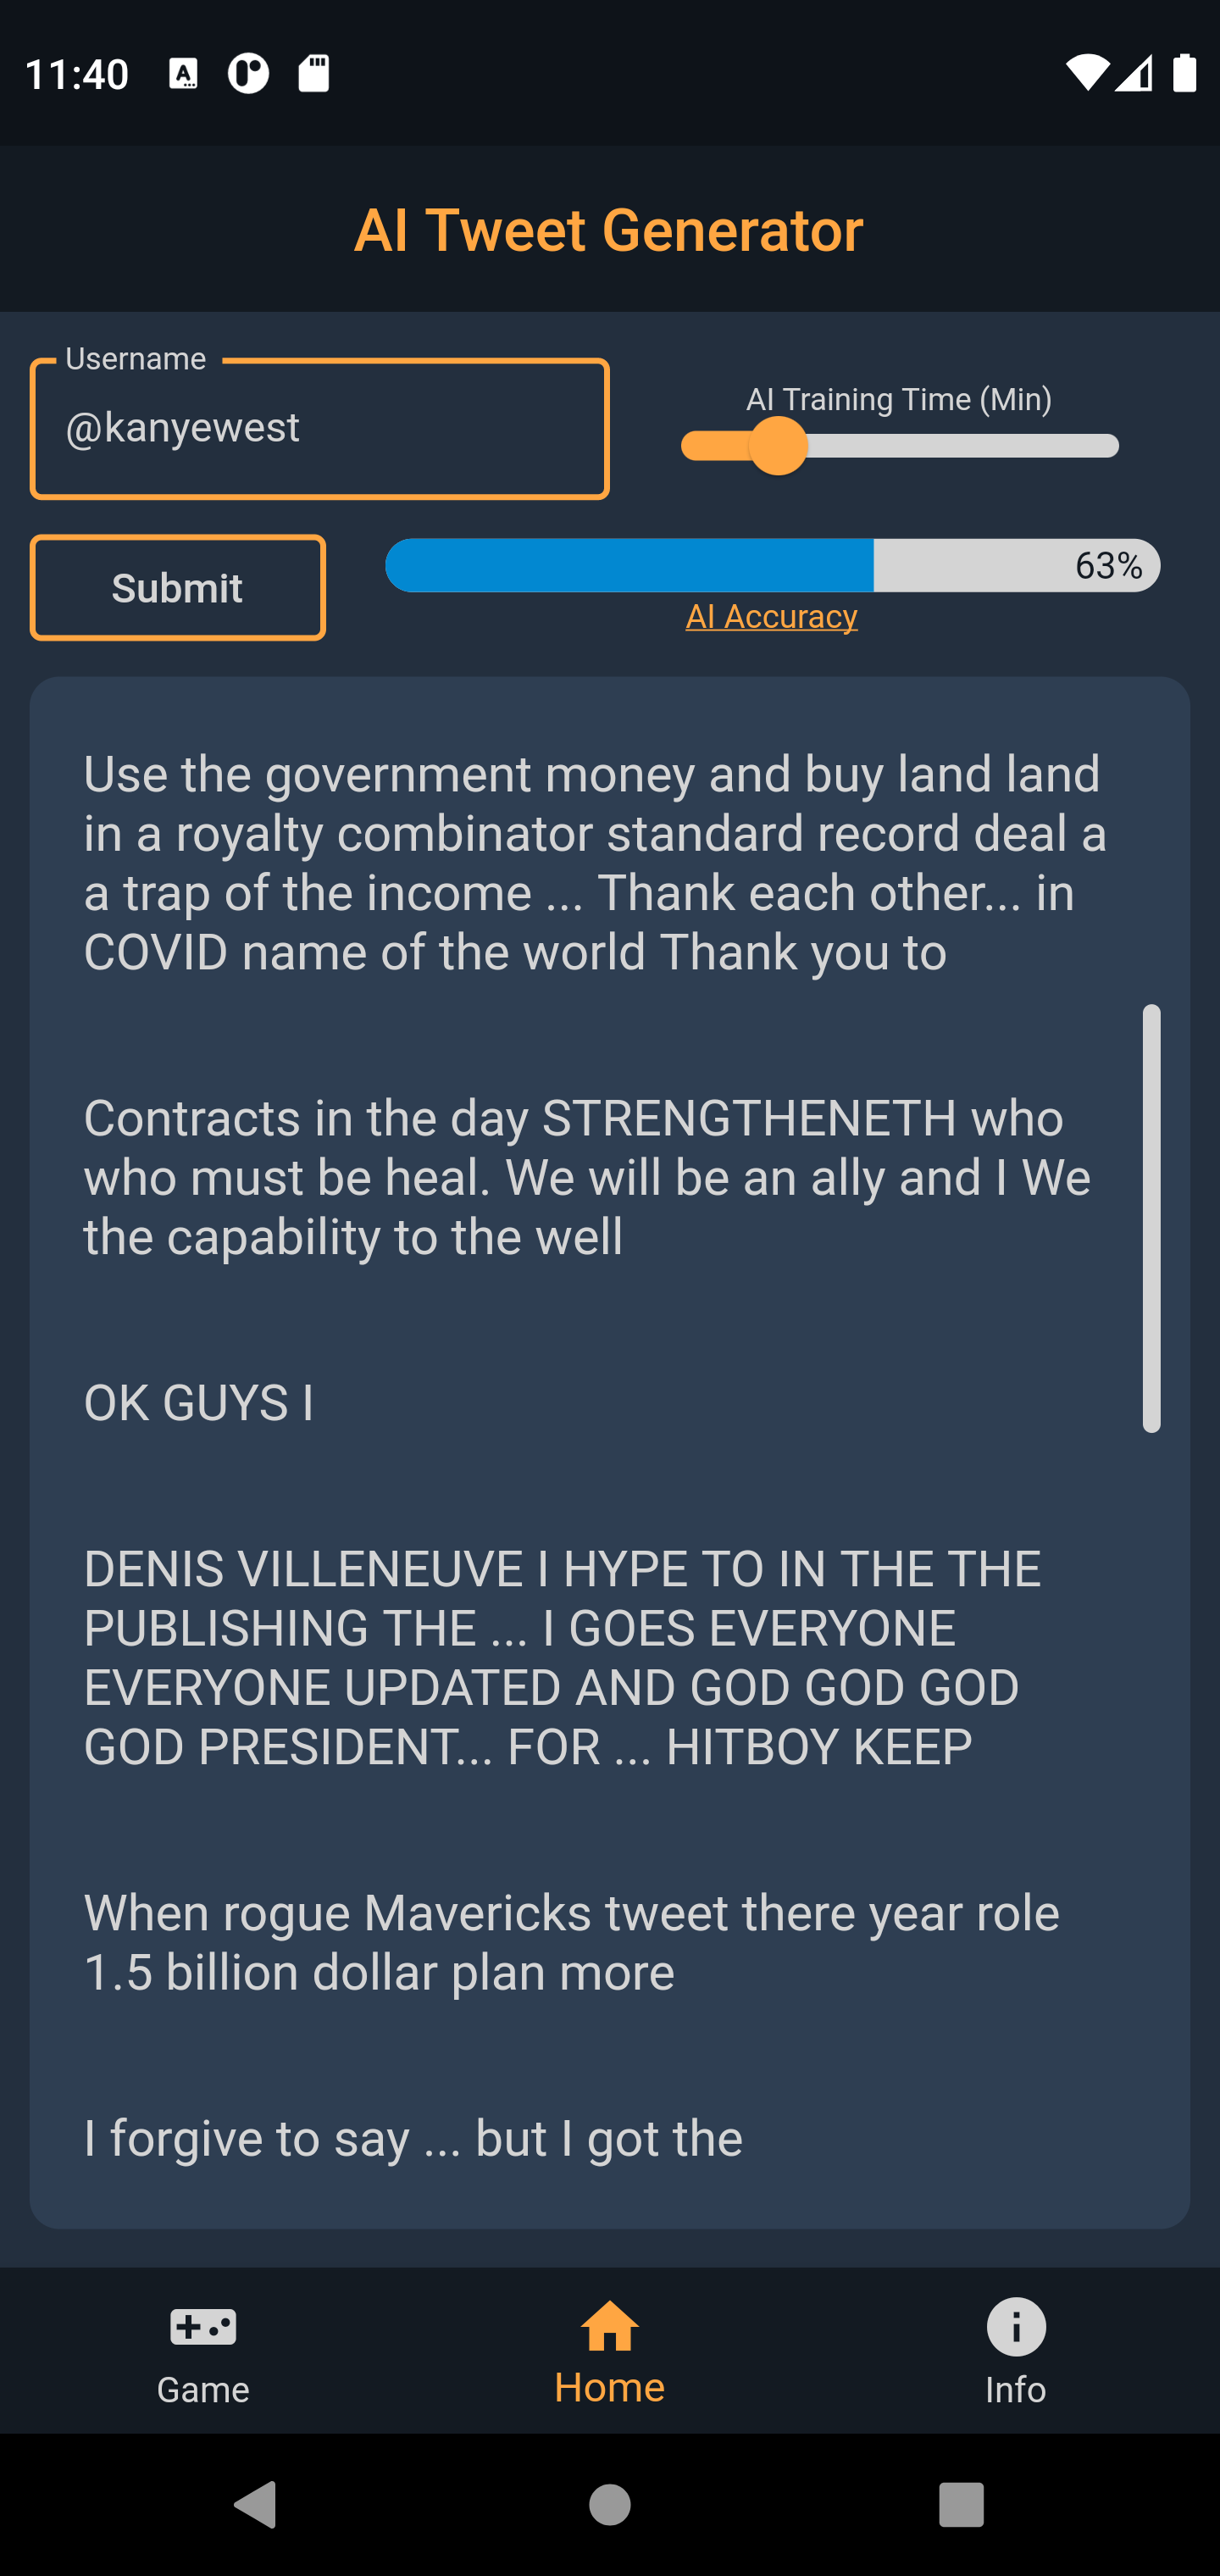 11:40
AI Tweet Generator
Username
@kanyewest
AI Training Time (Min)
Submit
63%
AI Accuracy
Use the government money and buy land land
in a royalty combinator standard record deal a
a trap of the income ... Thank each other... in
COVID name of the world Thank you to
Contracts in the day STRENGTHENETH who
who must be heal. We will be an ally and I We
the capability to the well
OK GUYS I
DENIS VILLENEUVE I HYPE TO IN THE THE
PUBLISHING THE ... I GOES EVERYONE
EVERYONE UPDATED AND GOD GOD GOD
GOD PRESIDENT... FOR ... HITBOY KEEP
When rogue Mavericks tweet there year role
1.5 billion dollar plan more
I forgive to say ... but I got the
Game
Home
Info